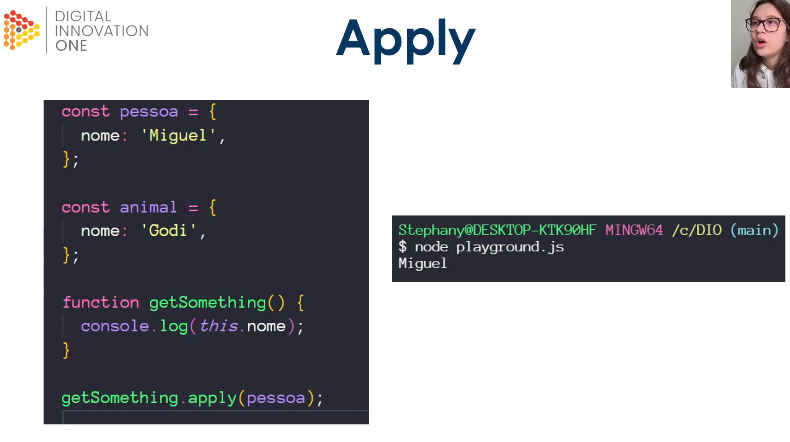 DIGITAL
INNOVATION
ONE
Apply
const pessoa = {
nome: 'Miguel',
};
const animal = {
nome: 'Godi',
};
function getSomething() {
console.log(this.nome);
}
getSomething.apply(pessoa);
Stephany@DESKTOP-KTK90HF MINGW64 /c/DIO (main)
$ node playground.js
Miguel